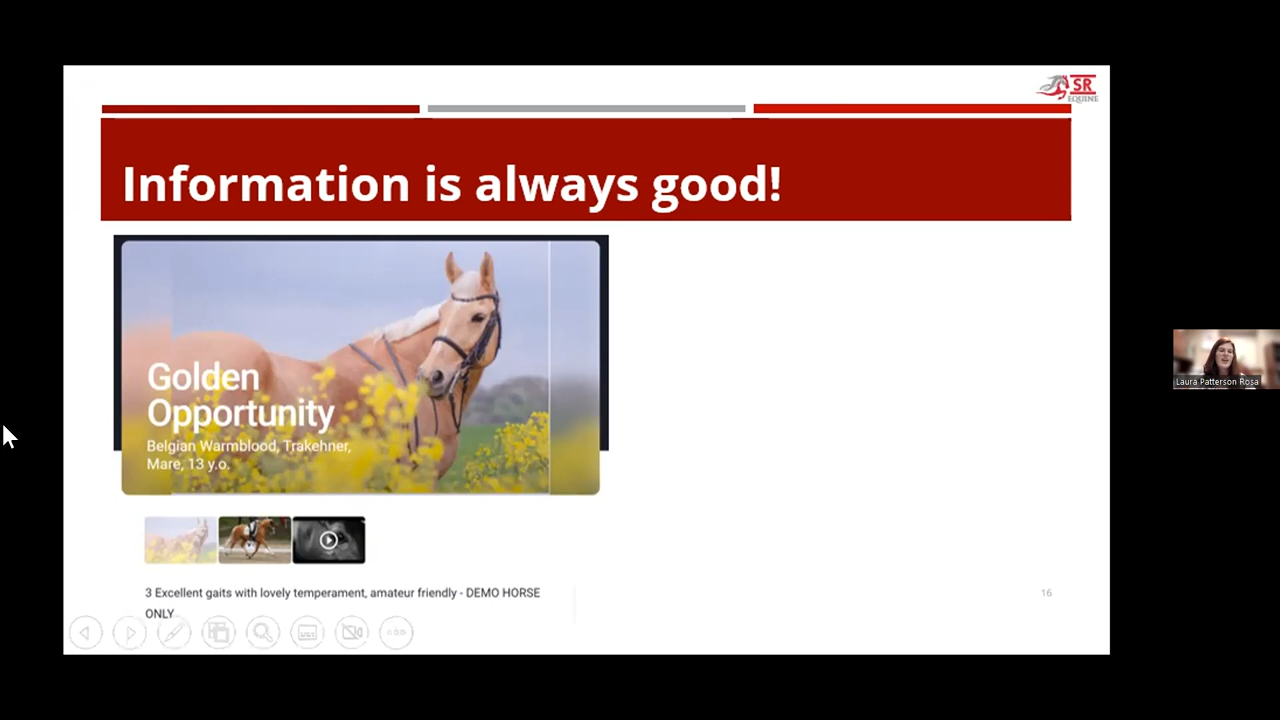 SR
EQUINE
Information is always good!
Golden
Opportunity
Belgian Warmblood, Trakehner,
Mare, 13 y.o.
3 Excellent gaits with lovely temperament, amateur friendly - DEMO HORSE
ONLY
16
Laura Patterson Rosa